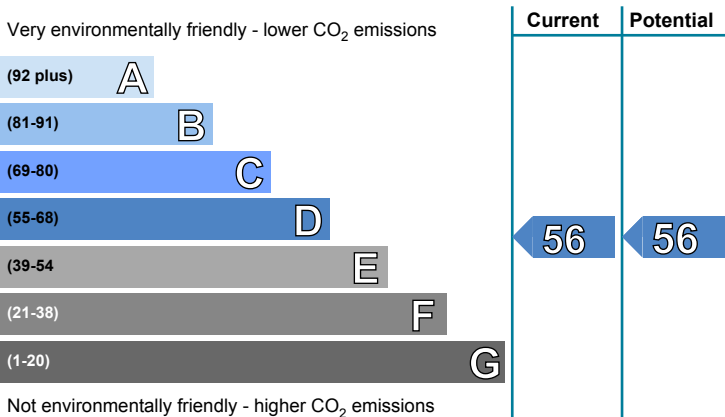 Current Potential
Very environmentally friendly - lower CO₂ emissions
(92 plus) A
(81-91) B
(69-80) C
(55-68) D
56 56
(39-54 E
(21-38) F
(1-20) G
Not environmentally friendly - higher CO₂ emissions